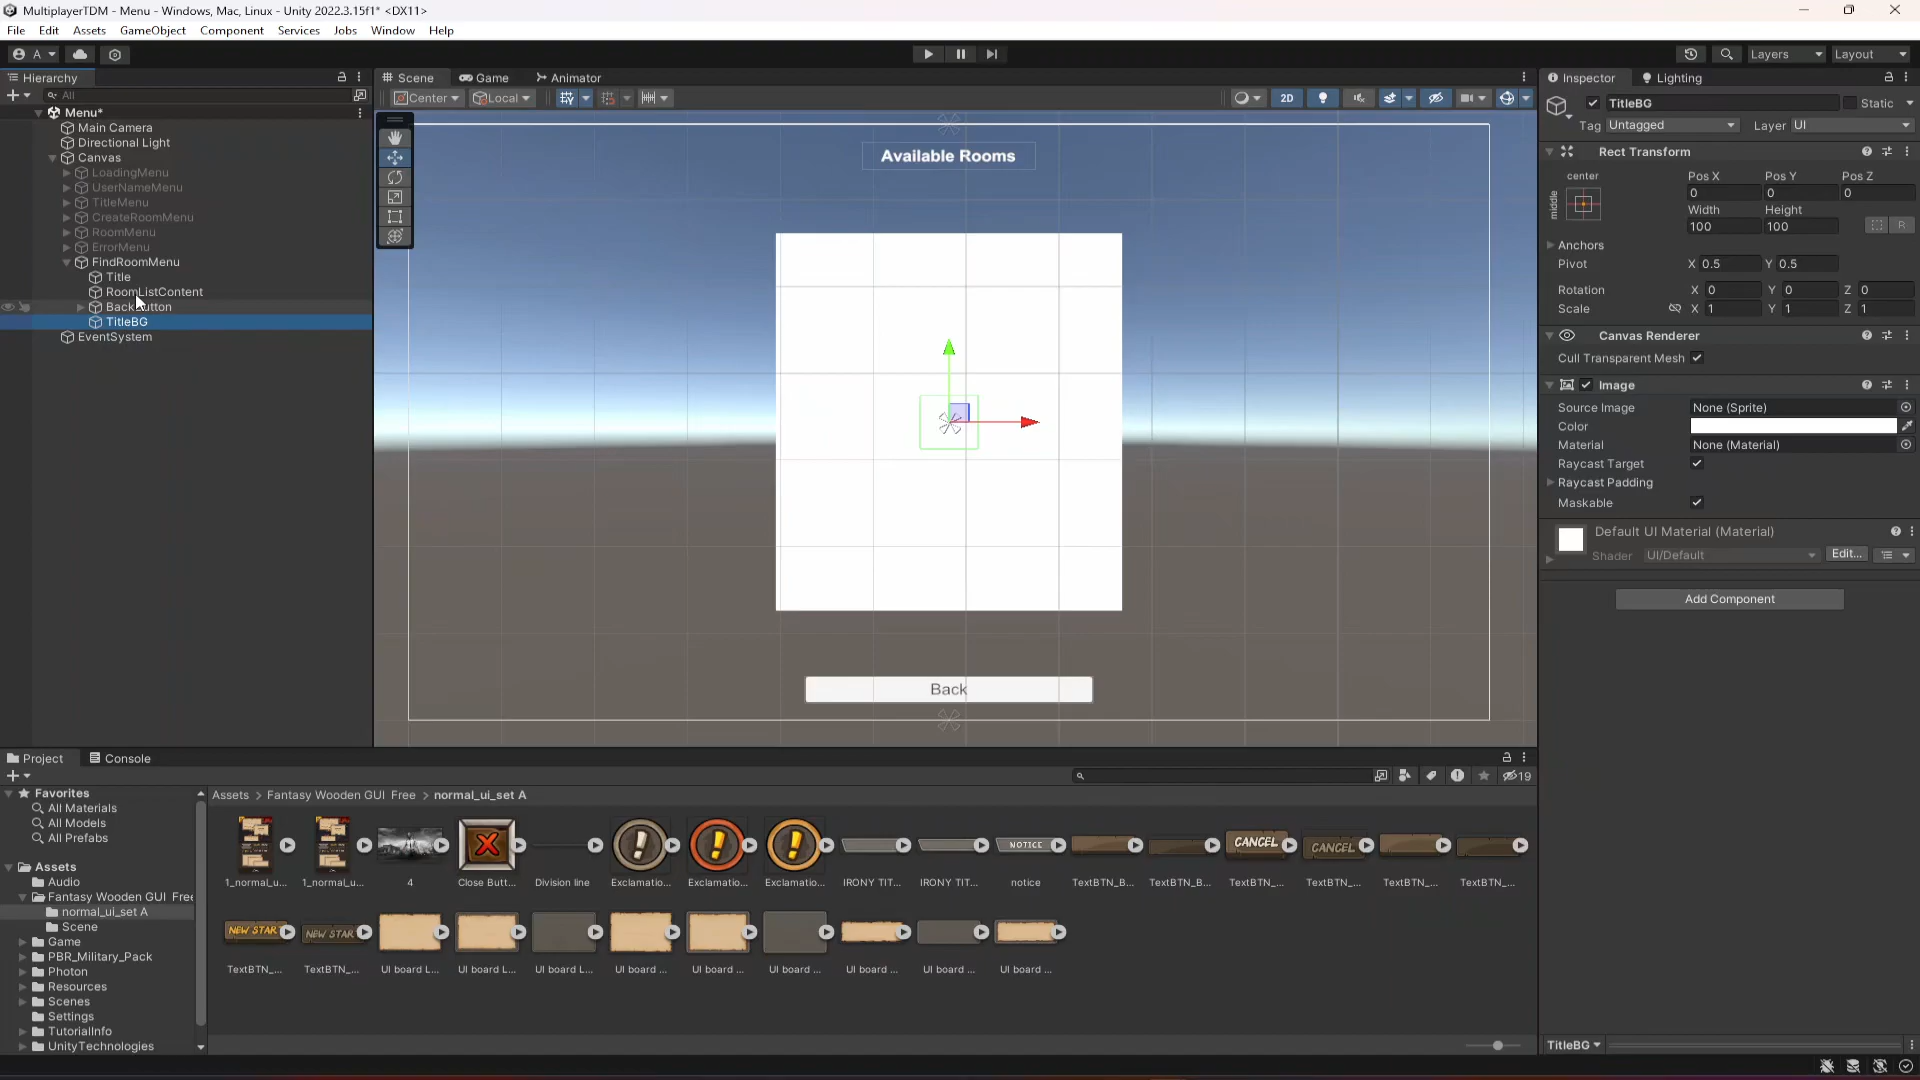 MultiplayerTDM - Menu - Windows, Mac, Linux - Unity 2022.3.15f1* <DX11>
File Edit Assets GameObject Component Services Jobs Window Help
A Layers Layout
Hierarchy
All
Menu*
Main Camera
Directional Light
Canvas
LoadingMenu
UserNameMenu
TitleMenu
CreateRoomMenu
RoomMenu
ErrorMenu
FindRoomMenu
Title
RoomListContent
BackButton
TitleBG
EventSystem
Scene Game Animator
Center Local 2D
Available Rooms
Back
Inspector Lighting
TitleBG Static
Tag Untagged Layer UI
Rect Transform
center
middle
Pos X Pos Y Pos Z
0 0 0
Width Height
100 100 R
Anchors
Pivot X 0.5 Y 0.5
Rotation X 0 Y 0 Z 0
Scale X 1 Y 1 Z 1
Canvas Renderer
Cull Transparent Mesh
Image
Source Image None (Sprite)
Color
Material None (Material)
Raycast Target
Raycast Padding
Maskable
Default UI Material (Material)
Shader UI/Default Edit...
Add Component
TitleBG
Project Console
19
Favorites
All Materials
All Models
All Prefabs
Assets
Audio
Fantasy Wooden GUI Free
normal_ui_set A
Scene
Game
PBR_Military_Pack
Photon
Resources
Scenes
Settings
TutorialInfo
UnityTechnologies
Assets > Fantasy Wooden GUI Free > normal_ui_set A
NOTICE CANCEL CANCEL
1_normal_u... 1_normal_u... 4 Close Butt... Division line Exclamatio... Exclamatio... Exclamatio... IRONY TIT... IRONY TIT... notice TextBTN_B... TextBTN_B... TextBTN_... TextBTN_... TextBTN_... TextBTN_...
NEW START NEW START
TextBTN_... TextBTN_... UI board L... UI board L... UI board L... UI board ... UI board ... UI board ... UI board ... UI board ... UI board ...